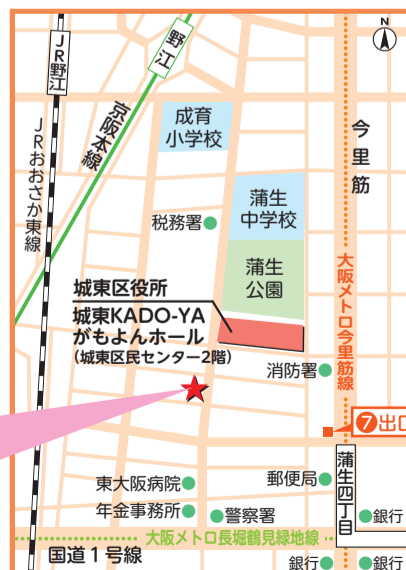 N
JR野江
野江
京阪本線
JRおおさか東線
成育
小学校
今里筋
蒲生
中学校
税務署
蒲生
公園
大阪メトロ今里筋線
城東区役所
城東KADO-YA
がもよんホール
（城東区民センター2階）
消防署
❼出口
蒲生四丁目
東大阪病院
郵便局
年金事務所
警察署
銀行
大阪メトロ長堀鶴見緑地線
国道1号線
銀行
銀行